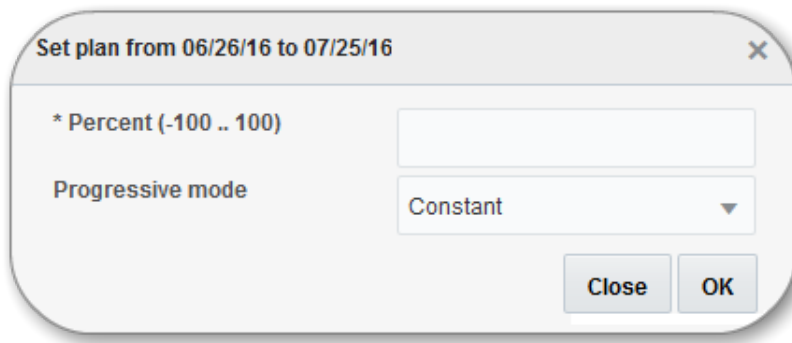 Set plan from 06/26/16 to 07/25/16
* Percent (-100 .. 100)
Progressive mode
Constant
Close
OK